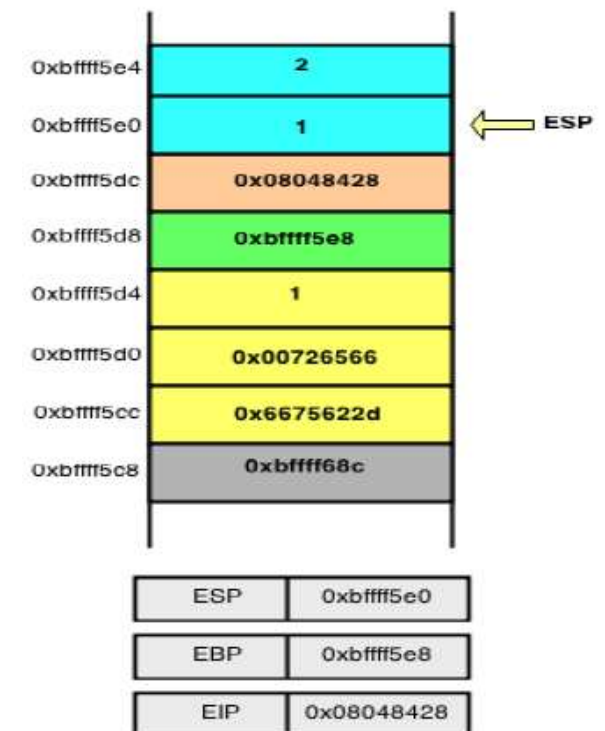 0xbffff5e4 2
0xbffff5e0 1 ESP
0xbffff5dc 0x08048428
0xbffff5d8 0xbffff5e8
0xbffff5d4 1
0xbffff5d0 0x00726566
0xbffff5cc 0x6675622d
0xbffff5c8 0xbffff68c
ESP 0xbffff5e0
EBP 0xbffff5e8
EIP 0x08048428